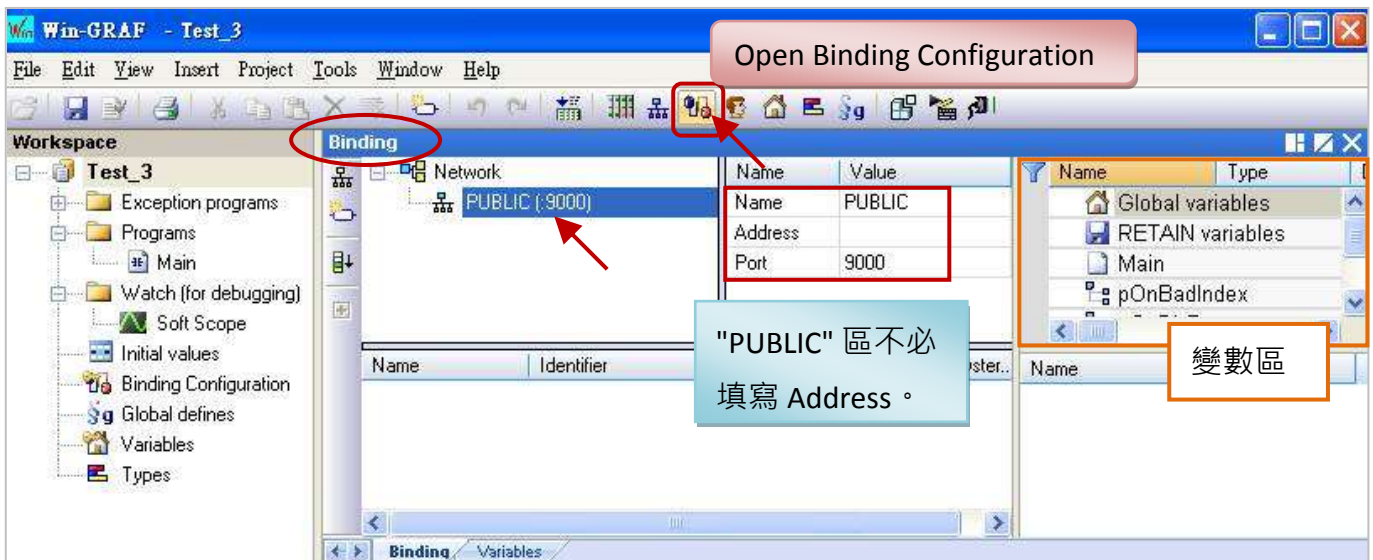 Win-GRAF - Test_3
Open Binding Configuration
File Edit View Insert Project Tools Window Help
Workspace
Binding
Test_3
Exception programs
Programs
Main
Watch (for debugging)
Soft Scope
Initial values
Binding Configuration
Global defines
Variables
Types
Network
PUBLIC (:9000)
Name Value
Name PUBLIC
Address
Port 9000
"PUBLIC" 區不必
填寫 Address。
Name Identifier
Name Type
Global variables
RETAIN variables
Main
pOnBadIndex
變數區
Name
Binding Variables